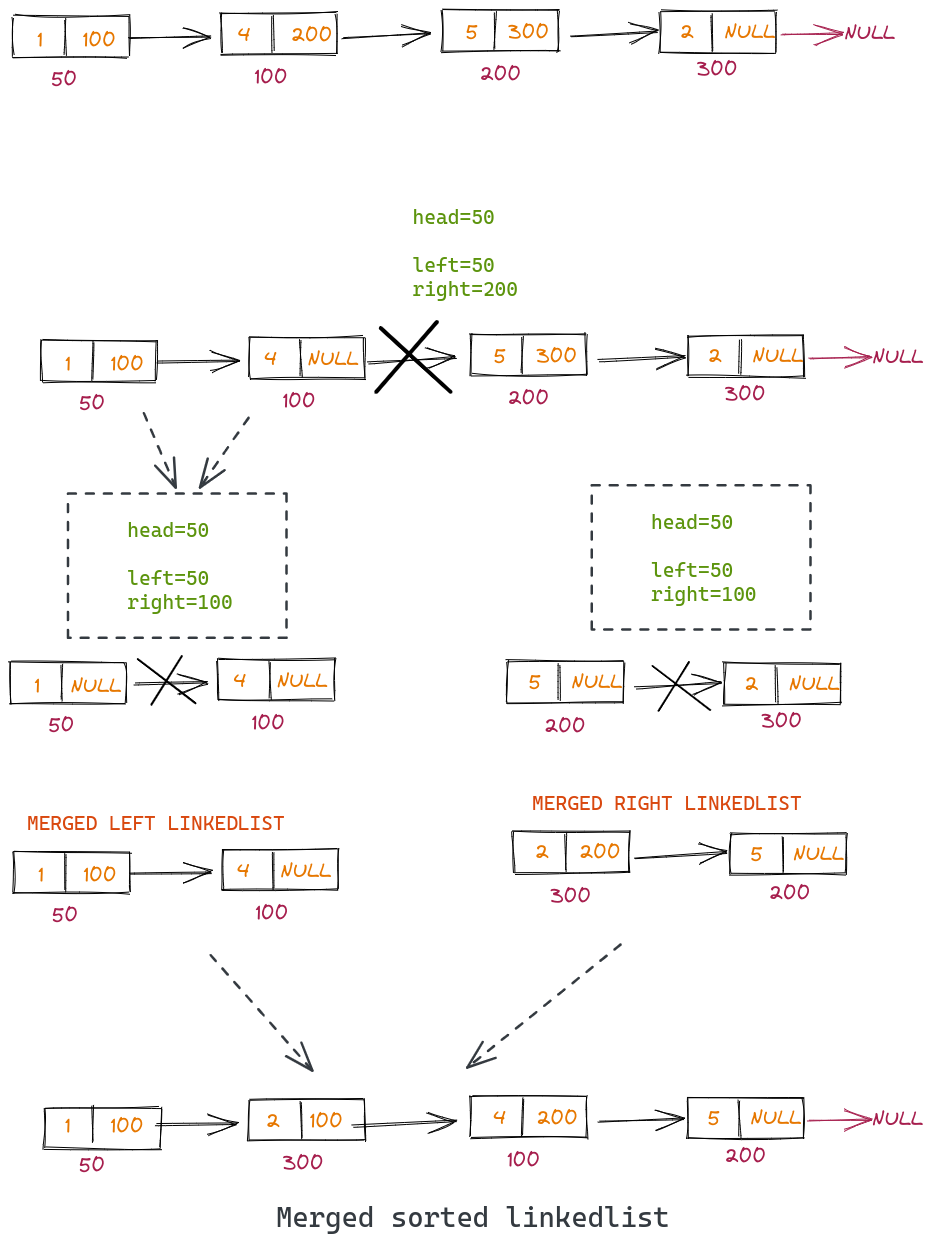 1 100 4 200 5 300 2 NULL NULL
50 100 200 300
head=50
left=50
right=200
1 100 4 NULL 5 300 2 NULL NULL
50 100 200 300
head=50
left=50
right=100
head=50
left=50
right=100
1 NULL 4 NULL 5 NULL 2 NULL
50 100 200 300
MERGED LEFT LINKEDLIST
MERGED RIGHT LINKEDLIST
1 100 4 NULL 2 200 5 NULL
50 100 300 200
1 100 2 100 4 200 5 NULL NULL
50 300 100 200
Merged sorted linkedlist